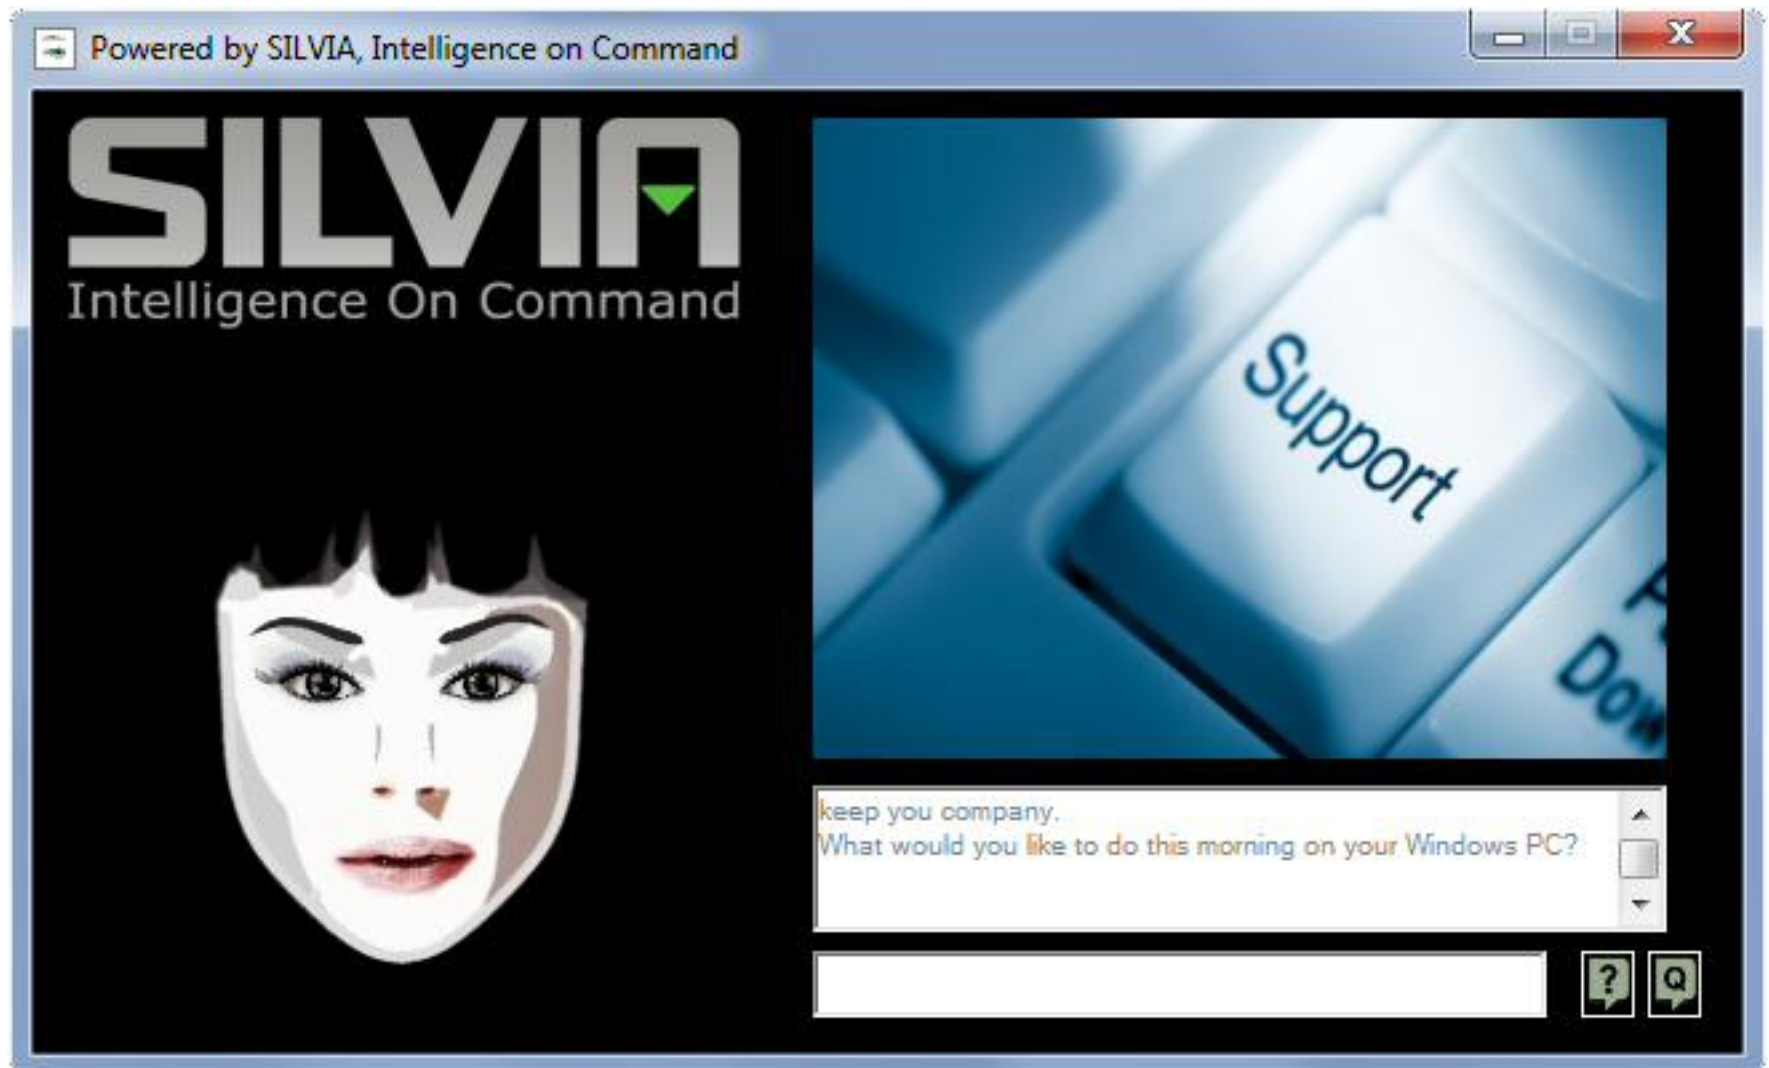 Powered by SILVIA, Intelligence on Command
X
SILVIA
Intelligence On Command
Support
Dow
keep you company.
What would you like to do this morning on your Windows PC?
?
Q